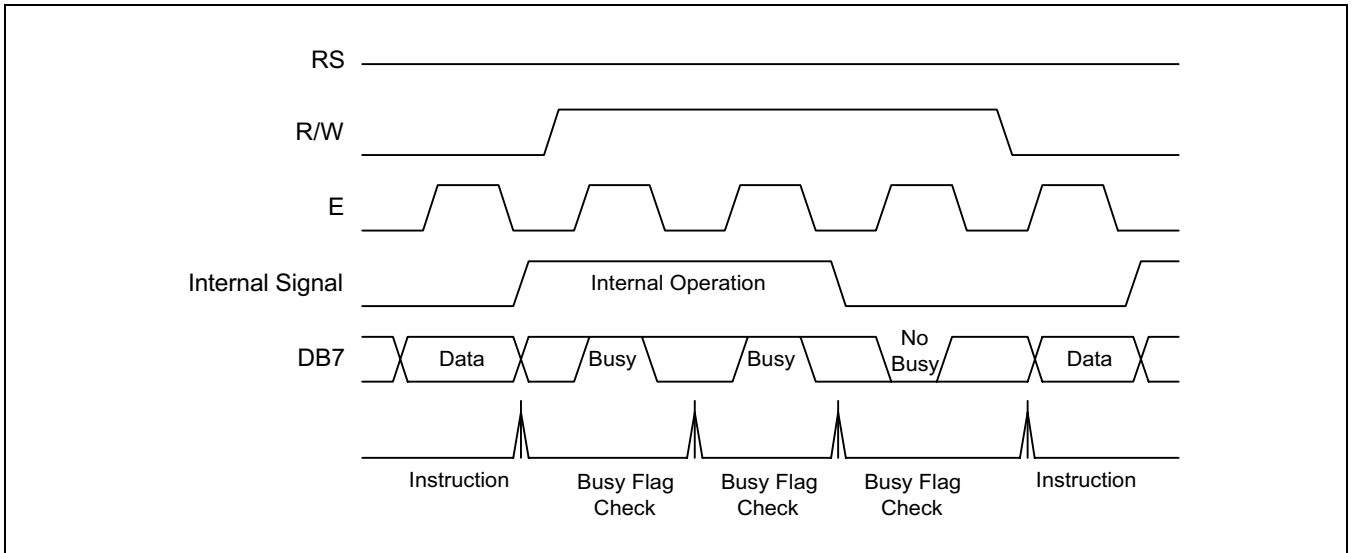 RS
R/W
E
Internal Signal
Internal Operation
DB7
Data
Busy
Busy
No
Busy
Data
Instruction
Busy Flag
Check
Busy Flag
Check
Busy Flag
Check
Instruction